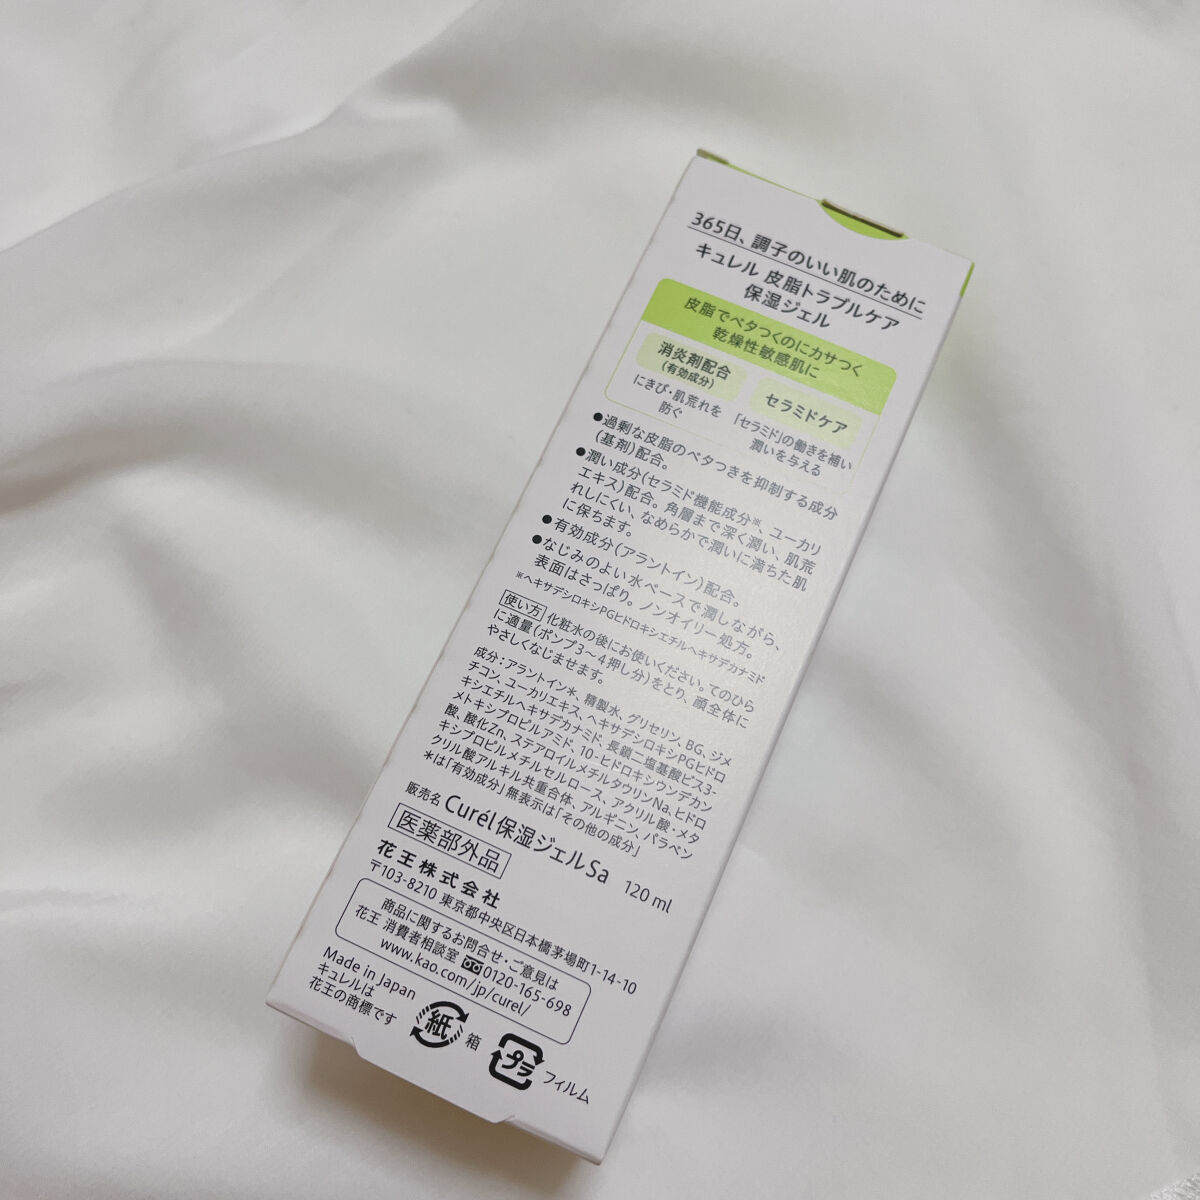 365日、調子のいい肌のために
キュレル 皮脂トラブルケア
保湿ジェル
皮脂でベタつくのにカサつく
乾燥性敏感肌に
消炎剤配合
(有効成分)
にきび・肌荒れを
防ぐ
セラミドケア
「セラミド」の働きを補い
潤いを与える
●過剰な皮脂のベタつきを抑制する成分
(基剤)配合。
●潤い成分(セラミド機能成分※、ユーカリ
エキス)配合。角層まで深く潤い、肌荒
れしにくい、なめらかで潤いに満ちた肌
に保ちます。
●有効成分(アラントイン)配合。
●なじみのよい水ベースで潤しながら、
表面はさっぱり。ノンオイリー処方。
※ヘキサデシロキシPGヒドロキシエチルヘキサデカナミド
使い方 化粧水の後にお使いください。てのひら
に適量(ポンプ3〜4押し分)をとり、顔全体に
やさしくなじませます。
成分:アラントイン*、精製水、グリセリン、BG、ジメ
チコン、ユーカリエキス、ヘキサデシロキシPGヒドロ
キシエチルヘキサデカナミド、長鎖二塩基酸ビス3-
メトキシプロピルアミド、10-ヒドロキシウンデカン
酸、酸化Zn、ステアロイルメチルタウリンNa、ヒドロ
キシプロピルメチルセルロース、アクリル酸・メタ
クリル酸アルキル共重合体、アルギニン、パラベン
*は「有効成分」無表示は「その他の成分」
販売名 Curél 保湿ジェルSa 120 ml
医薬部外品
花王株式会社
〒103-8210 東京都中央区日本橋茅場町1-14-10
商品に関するお問合せ・ご意見は
花王 消費者相談室 0120-165-698
www.kao.com/jp/curel/
Made in Japan
キュレルは
花王の商標です
紙 箱
プラ フィルム